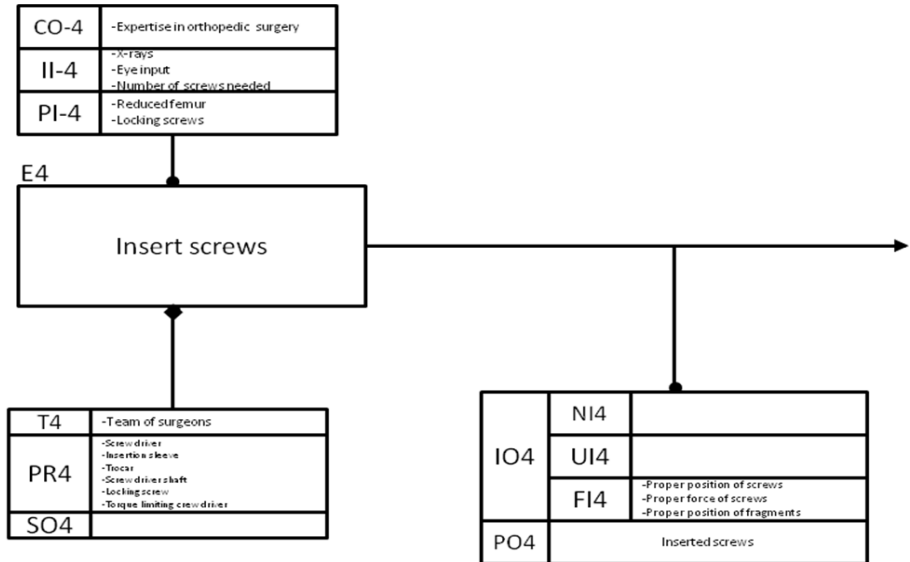 CO-4
-Expertise in orthopedic surgery
II-4
-X-rays
-Eye input
-Number of screws needed
PI-4
-Reduced femur
-Locking screws
E4
Insert screws
T4
-Team of surgeons
PR4
-Screw driver
-Insertion sleeve
-Trocar
-Screw driver shaft
-Locking screw
-Torque limiting crew driver
SO4
IO4
NI4
UI4
FI4
-Proper position of screws
-Proper force of screws
-Proper position of fragments
PO4
Inserted screws